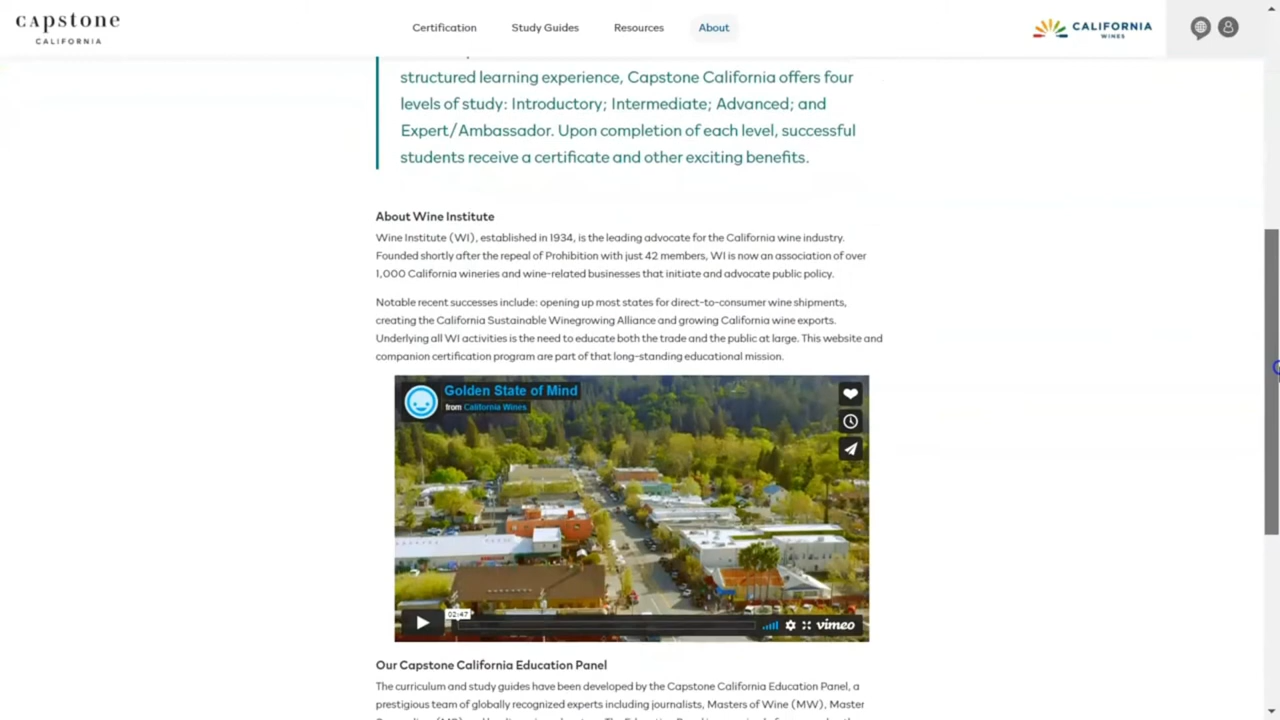 capstone
CALIFORNIA
Certification
Study Guides
Resources
About
CALIFORNIA
WINES
structured learning experience, Capstone California offers four
levels of study: Introductory; Intermediate; Advanced; and
Expert/Ambassador. Upon completion of each level, successful
students receive a certificate and other exciting benefits.
About Wine Institute
Wine Institute (WI), established in 1934, is the leading advocate for the California wine industry.
Founded shortly after the repeal of Prohibition with just 42 members, WI is now an association of over
1,000 California wineries and wine-related businesses that initiate and advocate public policy.
Notable recent successes include: opening up most states for direct-to-consumer wine shipments,
creating the California Sustainable Winegrowing Alliance and growing California wine exports.
Underlying all WI activities is the need to educate both the trade and the public at large. This website and
companion certification program are part of that long-standing educational mission.
Golden State of Mind
from California Wines
02:47
vimeo
Our Capstone California Education Panel
The curriculum and study guides have been developed by the Capstone California Education Panel, a
prestigious team of globally recognized experts including journalists, Masters of Wine (MW), Master